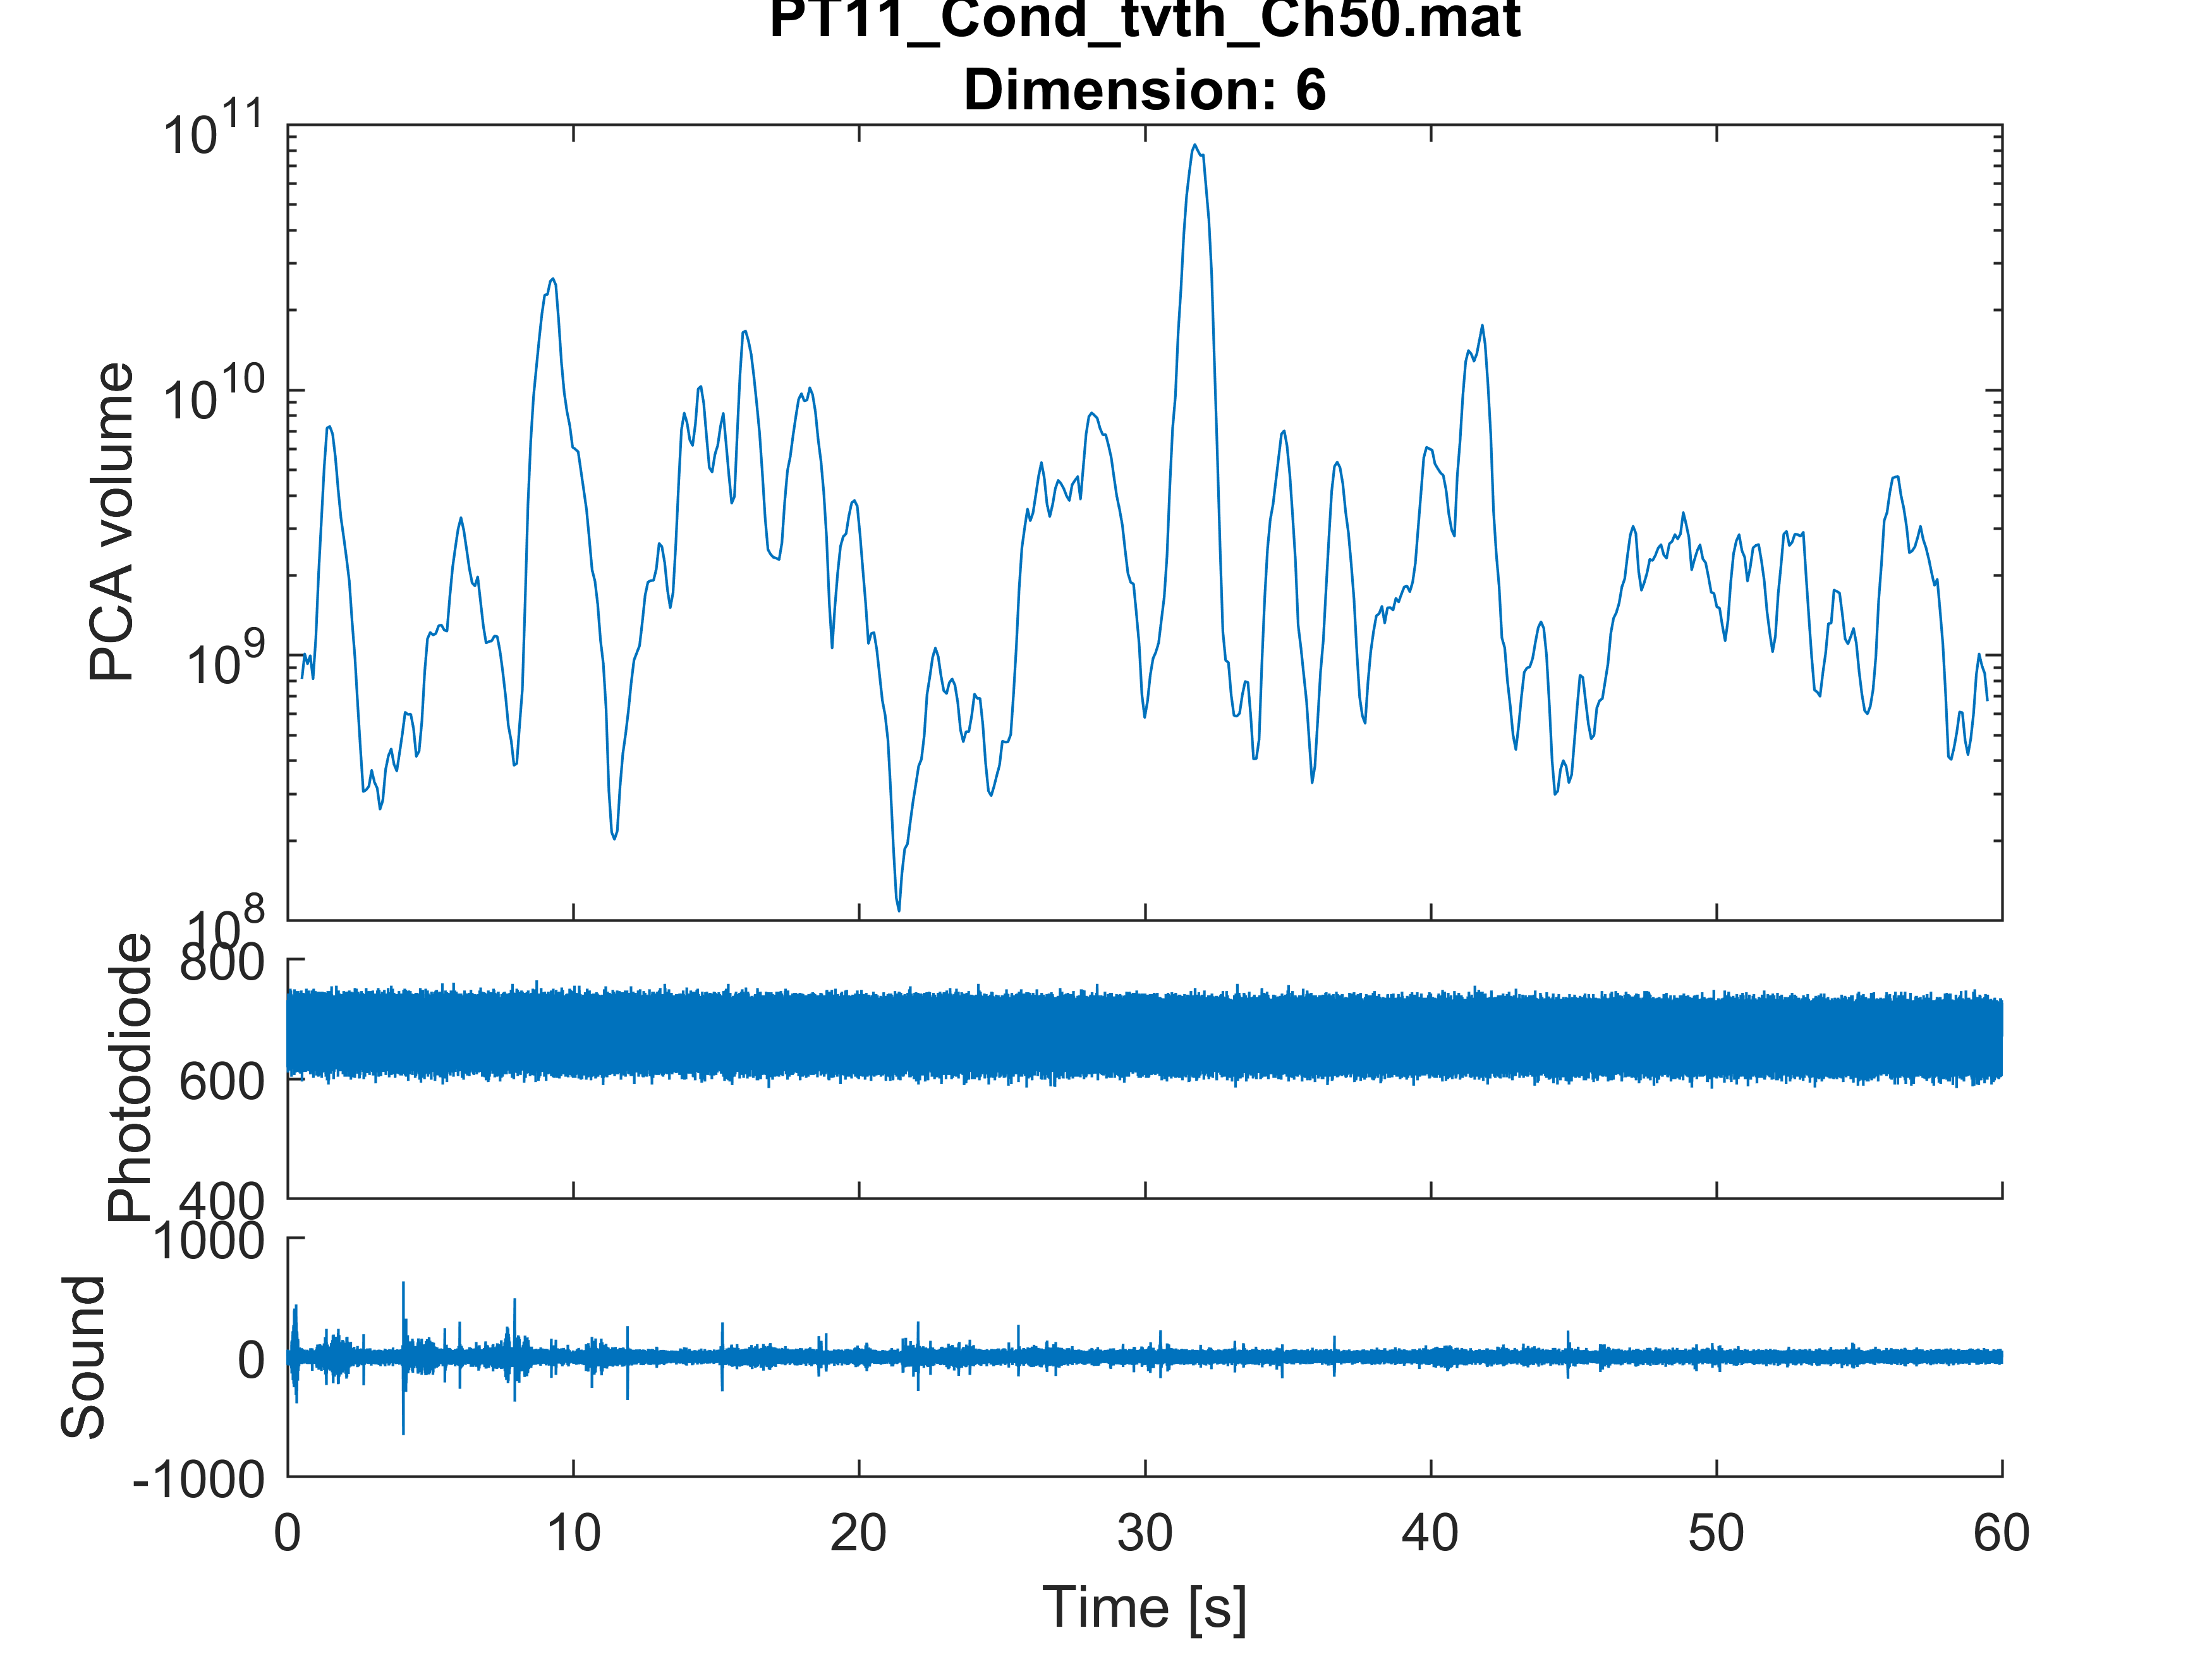 PT11_Cond_tvth_Ch50.mat
Dimension: 6
10^11
10^10
10^9
10^8
PCA volume
800
600
400
Photodiode
1000
0
-1000
Sound
0 10 20 30 40 50 60
Time [s]